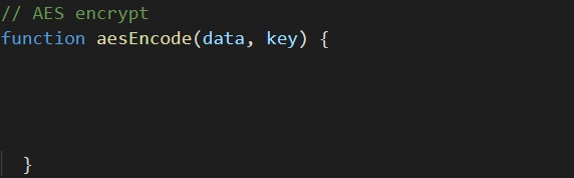 // AES encrypt
function aesEncode(data, key) {
}